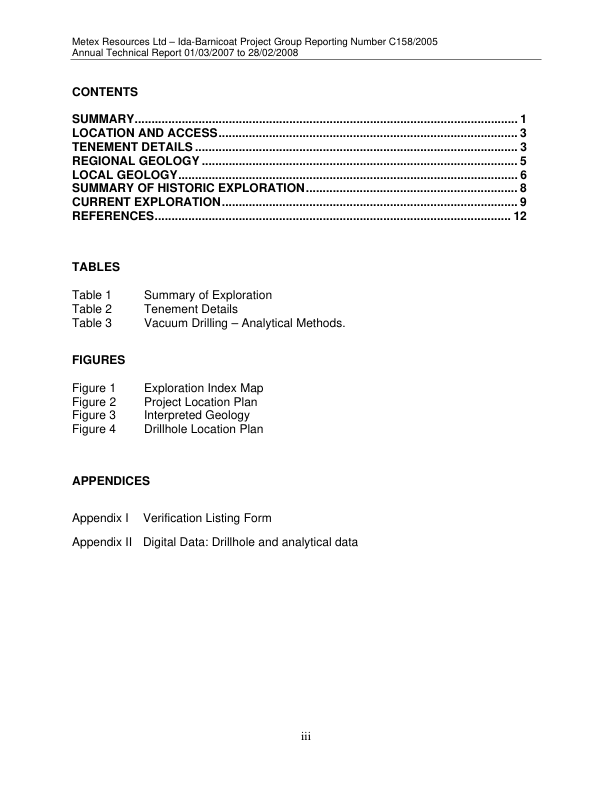 Metex Resources Ltd – Ida-Barnicoat Project Group Reporting Number C158/2005
Annual Technical Report 01/03/2007 to 28/02/2008
CONTENTS
SUMMARY.................................................................................................................. 1
LOCATION AND ACCESS......................................................................................... 3
TENEMENT DETAILS ................................................................................................ 3
REGIONAL GEOLOGY .............................................................................................. 5
LOCAL GEOLOGY..................................................................................................... 6
SUMMARY OF HISTORIC EXPLORATION............................................................... 8
CURRENT EXPLORATION........................................................................................ 9
REFERENCES.......................................................................................................... 12
TABLES
Table 1 Summary of Exploration
Table 2 Tenement Details
Table 3 Vacuum Drilling – Analytical Methods.
FIGURES
Figure 1 Exploration Index Map
Figure 2 Project Location Plan
Figure 3 Interpreted Geology
Figure 4 Drillhole Location Plan
APPENDICES
Appendix I Verification Listing Form
Appendix II Digital Data: Drillhole and analytical data
iii